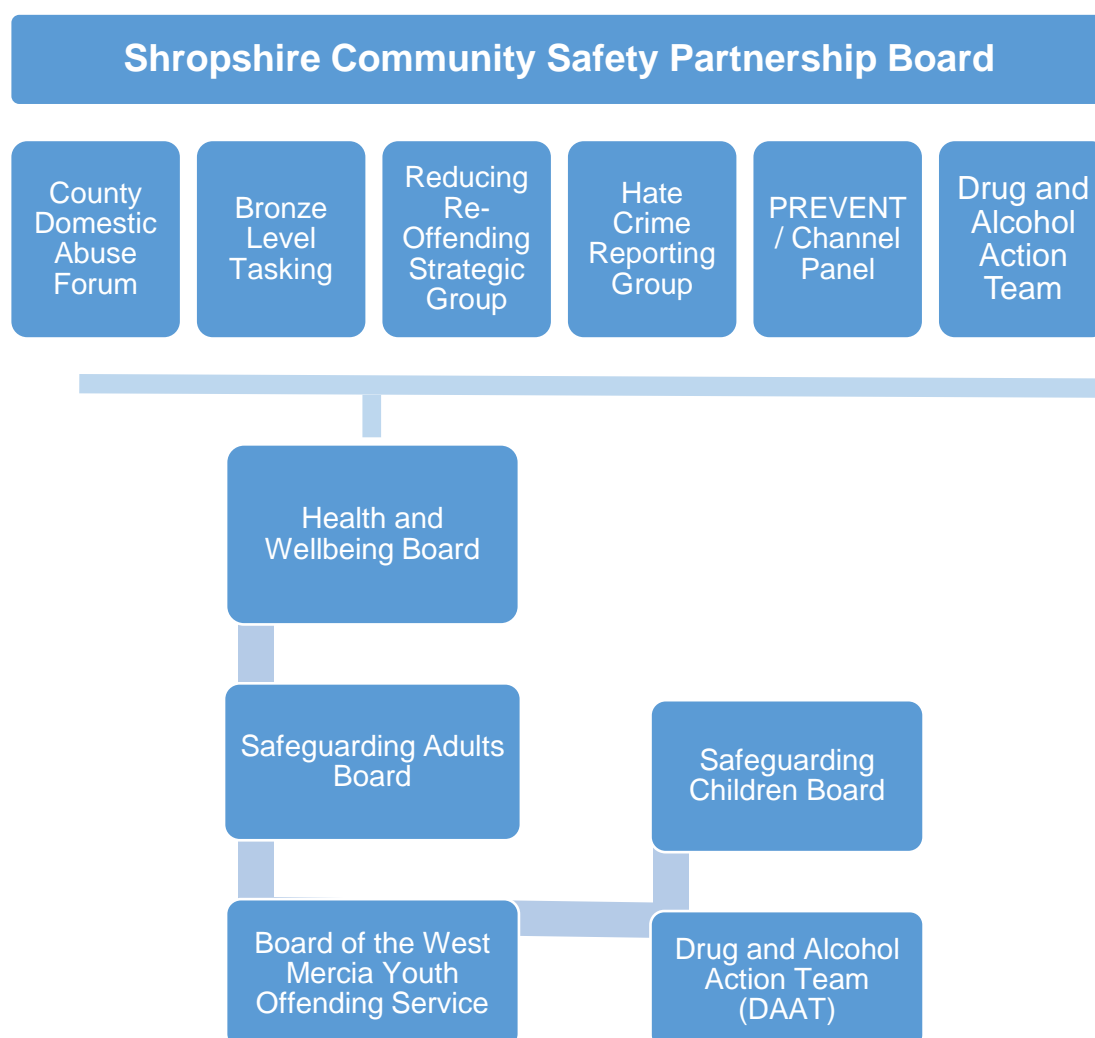 Shropshire Community Safety Partnership Board
County
Domestic
Abuse
Forum
Bronze
Level
Tasking
Reducing
Re-
Offending
Strategic
Group
Hate
Crime
Reporting
Group
PREVENT
/ Channel
Panel
Drug and
Alcohol
Action
Team
Health and
Wellbeing Board
Safeguarding Adults
Board
Safeguarding
Children Board
Board of the West
Mercia Youth
Offending Service
Drug and Alcohol
Action Team
(DAAT)